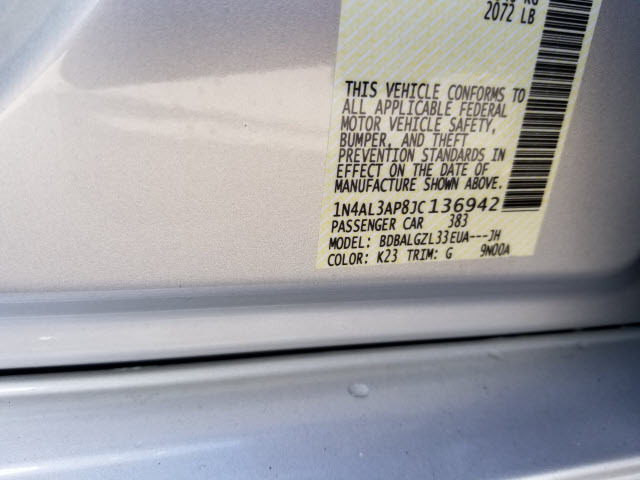 KG
2072 LB
THIS VEHICLE CONFORMS TO
ALL APPLICABLE FEDERAL
MOTOR VEHICLE SAFETY,
BUMPER, AND THEFT
PREVENTION STANDARDS IN
EFFECT ON THE DATE OF
MANUFACTURE SHOWN ABOVE.
1N4AL3AP8JC136942
PASSENGER CAR 383
MODEL: BDBALGZL33EUA---JH
COLOR: K23 TRIM: G 9N00A